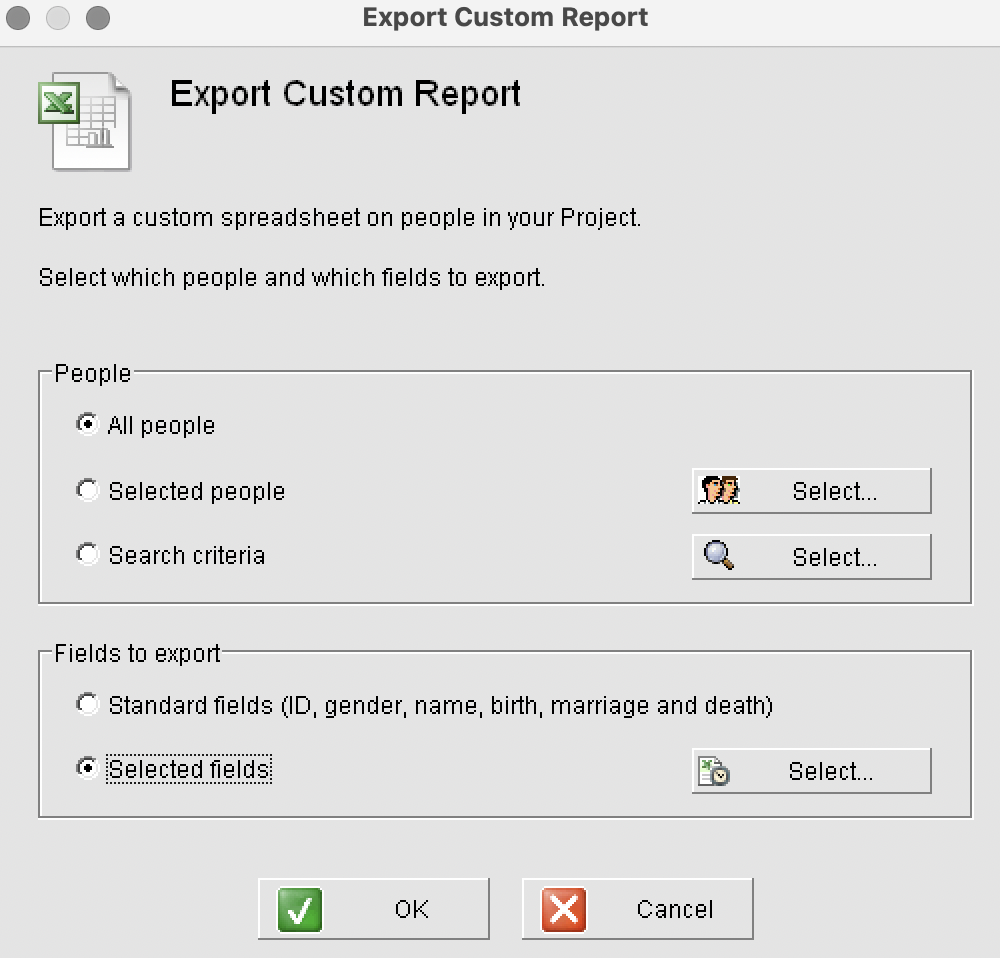 Export Custom Report
Export Custom Report
Export a custom spreadsheet on people in your Project.
Select which people and which fields to export.
People
All people
Selected people
Select...
Search criteria
Select...
Fields to export
Standard fields (ID, gender, name, birth, marriage and death)
Selected fields
Select...
OK
Cancel